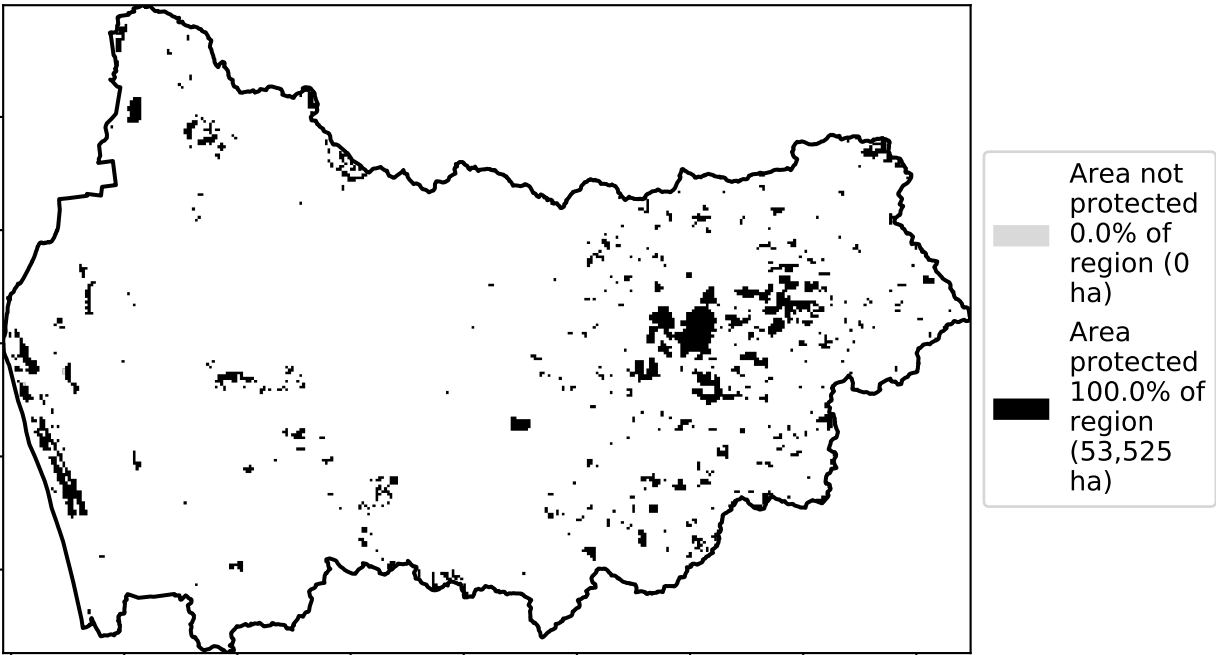 Area not
protected
0.0% of
region (0
ha)
Area
protected
100.0% of
region
(53,525
ha)